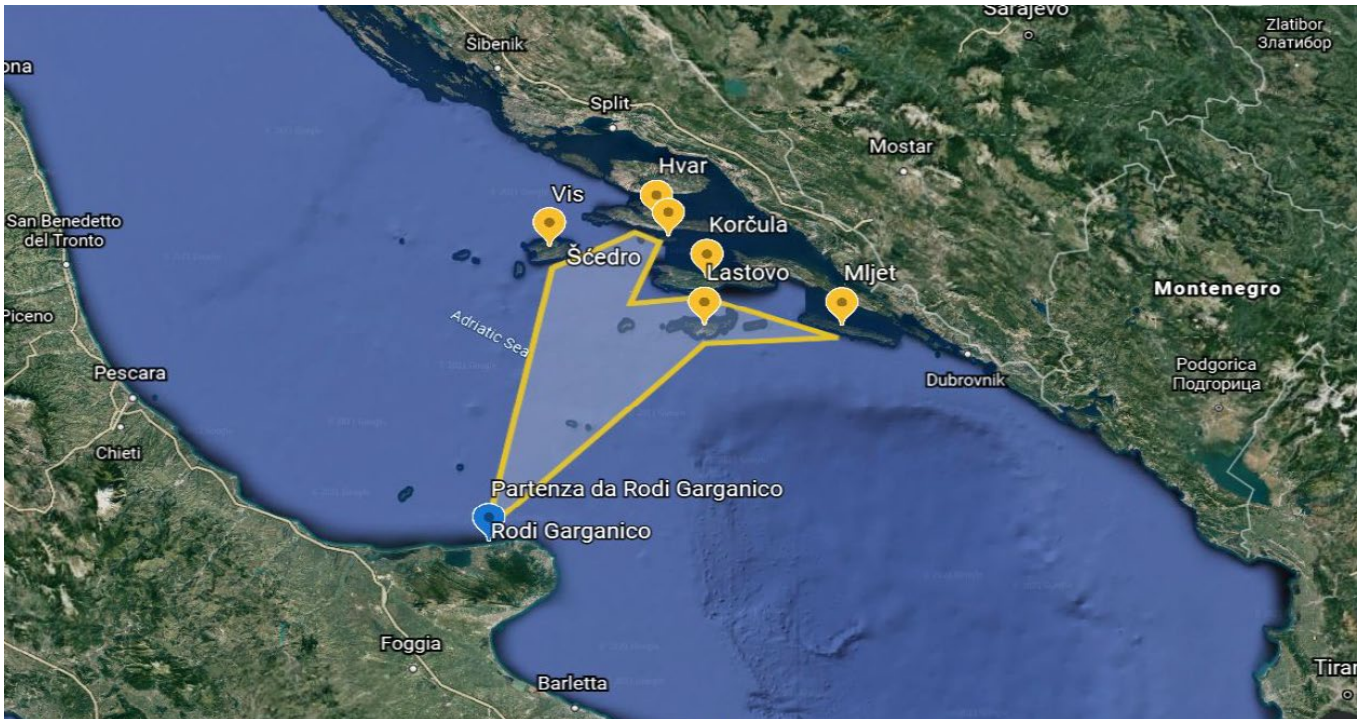 Sarajevo
Zlatibor
Златибор
Šibenik
ona
Split
Mostar
Hvar
Vis
San Benedetto
del Tronto
Korčula
Šćedro
Lastovo
Mljet
Montenegro
Piceno
Adriatic Sea
Pescara
Podgorica
Подгорица
Dubrovnik
Chieti
Partenza da Rodi Garganico
Rodi Garganico
Foggia
Barletta
Tiran